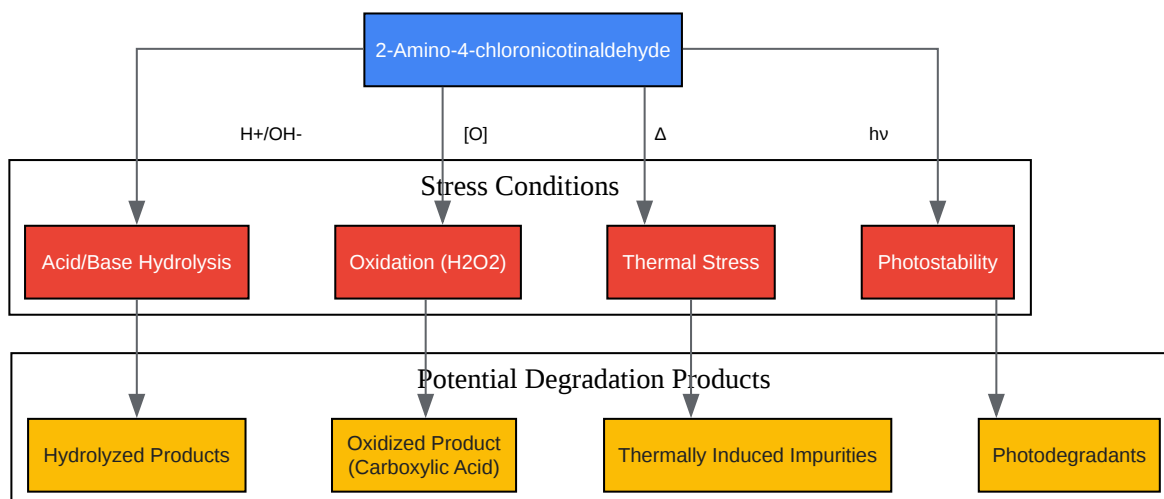 2-Amino-4-chloronicotinaldehyde
H+/OH-
[O]
Δ
hν
Stress Conditions
Acid/Base Hydrolysis
Oxidation (H2O2)
Thermal Stress
Photostability
Potential Degradation Products
Hydrolyzed Products
Oxidized Product
(Carboxylic Acid)
Thermally Induced Impurities
Photodegradants